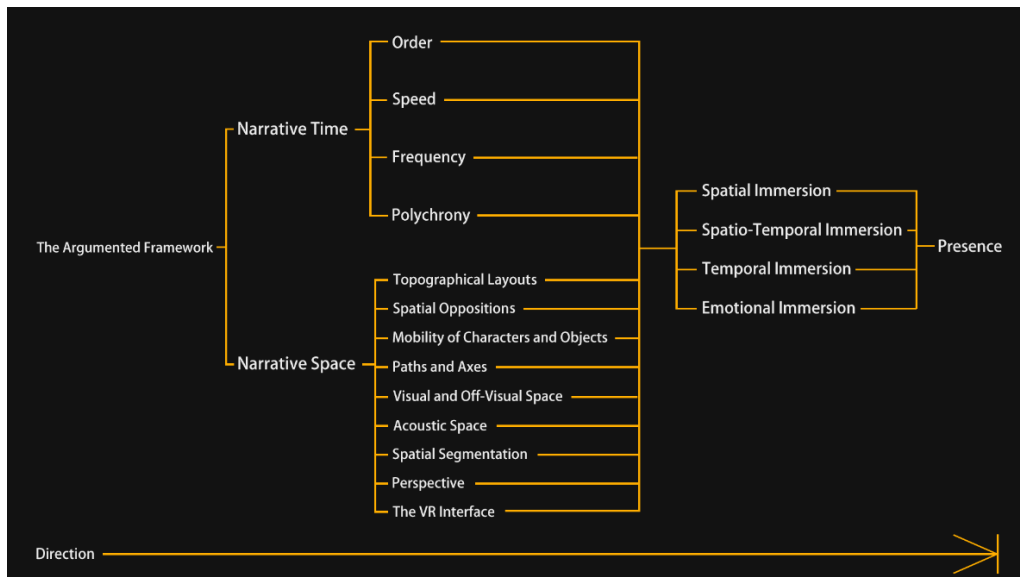 The Argumented Framework
Narrative Time
Order
Speed
Frequency
Polychrony
Narrative Space
Topographical Layouts
Spatial Oppositions
Mobility of Characters and Objects
Paths and Axes
Visual and Off-Visual Space
Acoustic Space
Spatial Segmentation
Perspective
The VR Interface
Spatial Immersion
Spatio-Temporal Immersion
Temporal Immersion
Emotional Immersion
Presence
Direction